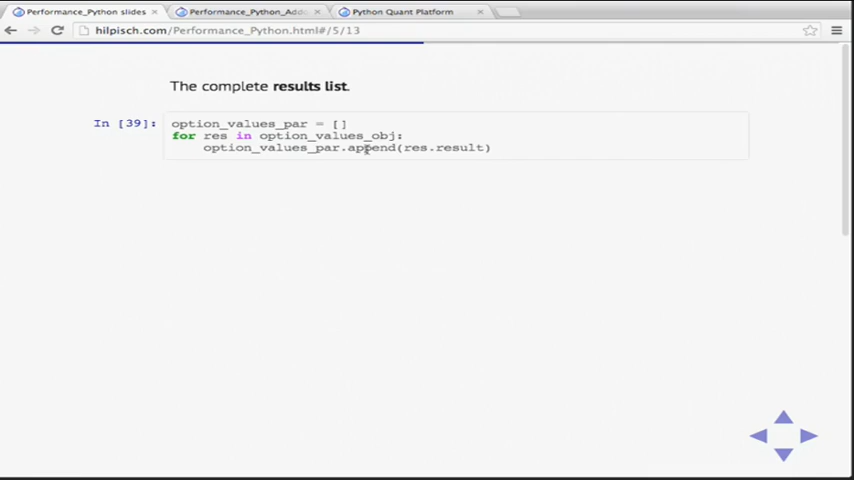 Performance_Python slides
Performance_Python_Add
Python Quant Platform
hilpisch.com/Performance_Python.html#/5/13
The complete results list.
In [39]:
option_values_par = []
for res in option_values_obj:
option_values_par.append(res.result)